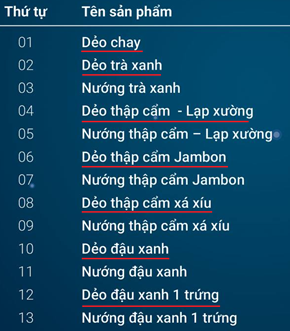 Thứ tự Tên sản phẩm
01 Dẻo chay
02 Dẻo trà xanh
03 Nướng trà xanh
04 Dẻo thập cẩm - Lạp xường
05 Nướng thập cẩm – Lạp xường
06 Dẻo thập cẩm Jambon
07 Nướng thập cẩm Jambon
08 Dẻo thập cẩm xá xíu
09 Nướng thập cẩm xá xíu
10 Dẻo đậu xanh
11 Nướng đậu xanh
12 Dẻo đậu xanh 1 trứng
13 Nướng đậu xanh 1 trứng